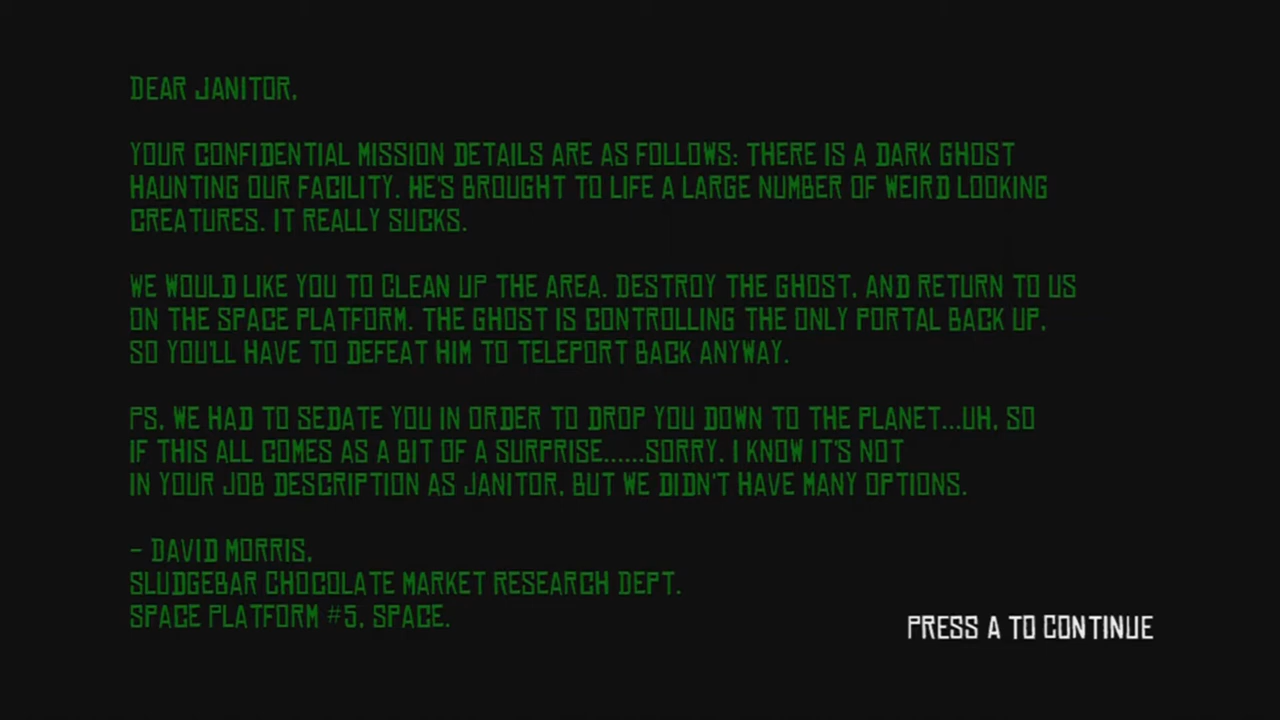 DEAR JANITOR,
YOUR CONFIDENTIAL MISSION DETAILS ARE AS FOLLOWS: THERE IS A DARK GHOST
HAUNTING OUR FACILITY. HE'S BROUGHT TO LIFE A LARGE NUMBER OF WEIRD LOOKING
CREATURES. IT REALLY SUCKS.
WE WOULD LIKE YOU TO CLEAN UP THE AREA, DESTROY THE GHOST, AND RETURN TO US
ON THE SPACE PLATFORM. THE GHOST IS CONTROLLING THE ONLY PORTAL BACK UP,
SO YOU'LL HAVE TO DEFEAT HIM TO TELEPORT BACK ANYWAY.
PS, WE HAD TO SEDATE YOU IN ORDER TO DROP YOU DOWN TO THE PLANET...UH, SO
IF THIS ALL COMES AS A BIT OF A SURPRISE......SORRY. I KNOW IT'S NOT
IN YOUR JOB DESCRIPTION AS JANITOR, BUT WE DIDN'T HAVE MANY OPTIONS.
- DAVID MORRIS,
SLUDGEBAR CHOCOLATE MARKET RESEARCH DEPT.
SPACE PLATFORM #5, SPACE.
PRESS A TO CONTINUE